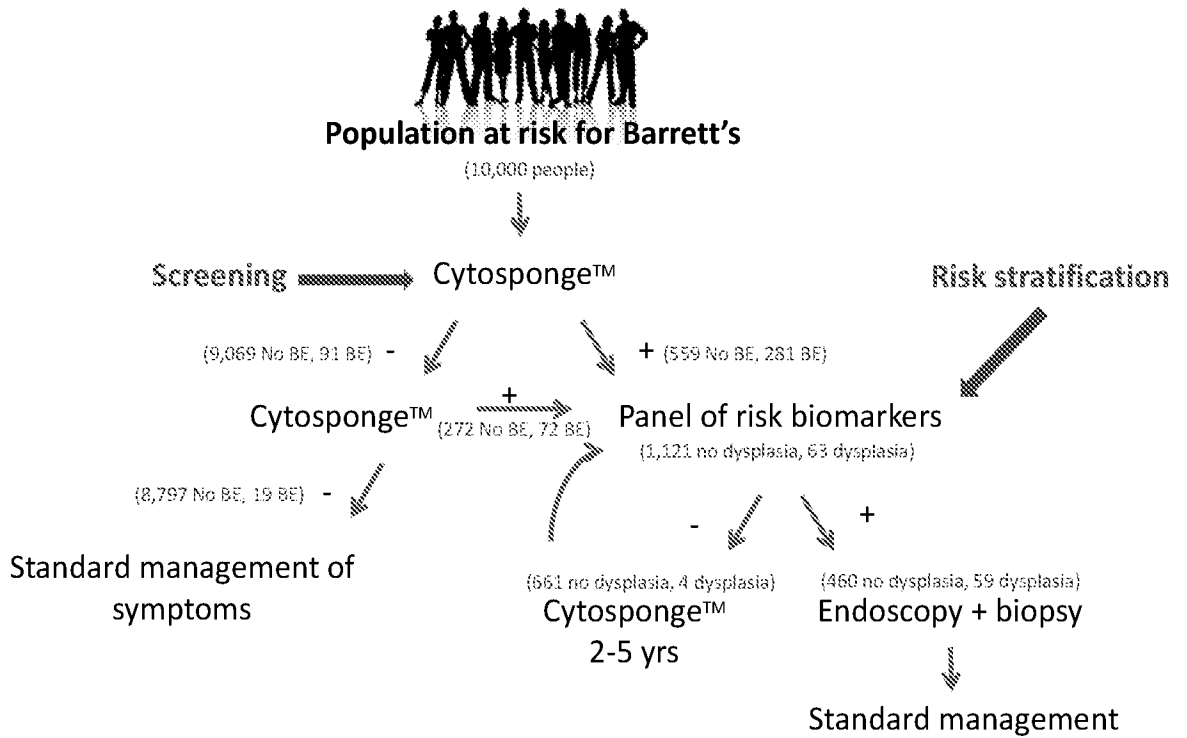 Population at risk for Barrett's
(10,000 people)
Screening
Cytosponge™
Risk stratification
(9,069 No BE, 91 BE) -
+ (559 No BE, 281 BE)
Cytosponge™
+
(272 No BE, 72 BE)
Panel of risk biomarkers
(1,121 no dysplasia, 63 dysplasia)
(8,797 No BE, 19 BE) -
-
+
Standard management of
symptoms
(661 no dysplasia, 4 dysplasia)
Cytosponge™
2-5 yrs
(460 no dysplasia, 59 dysplasia)
Endoscopy + biopsy
Standard management